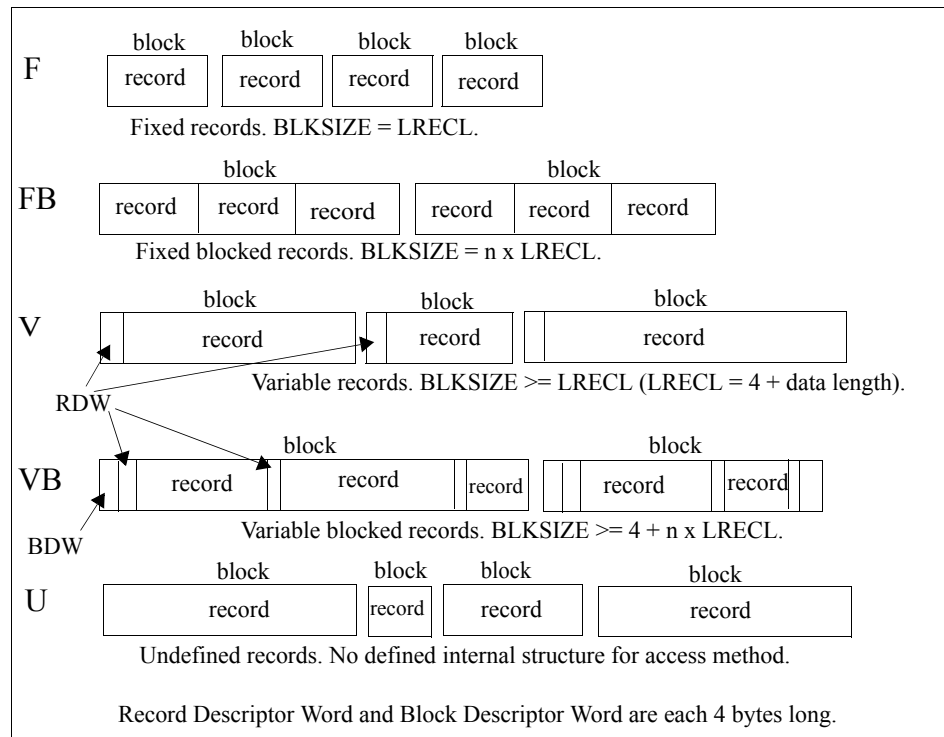 block block block block
F
record record record record
Fixed records. BLKSIZE = LRECL.
block block
FB
record record record record record record
Fixed blocked records. BLKSIZE = n x LRECL.
block block block
V
record record record
Variable records. BLKSIZE >= LRECL (LRECL = 4 + data length).
RDW
block block
VB
record record record record record
Variable blocked records. BLKSIZE >= 4 + n x LRECL.
BDW
block block block block
U
record record record record
Undefined records. No defined internal structure for access method.
Record Descriptor Word and Block Descriptor Word are each 4 bytes long.